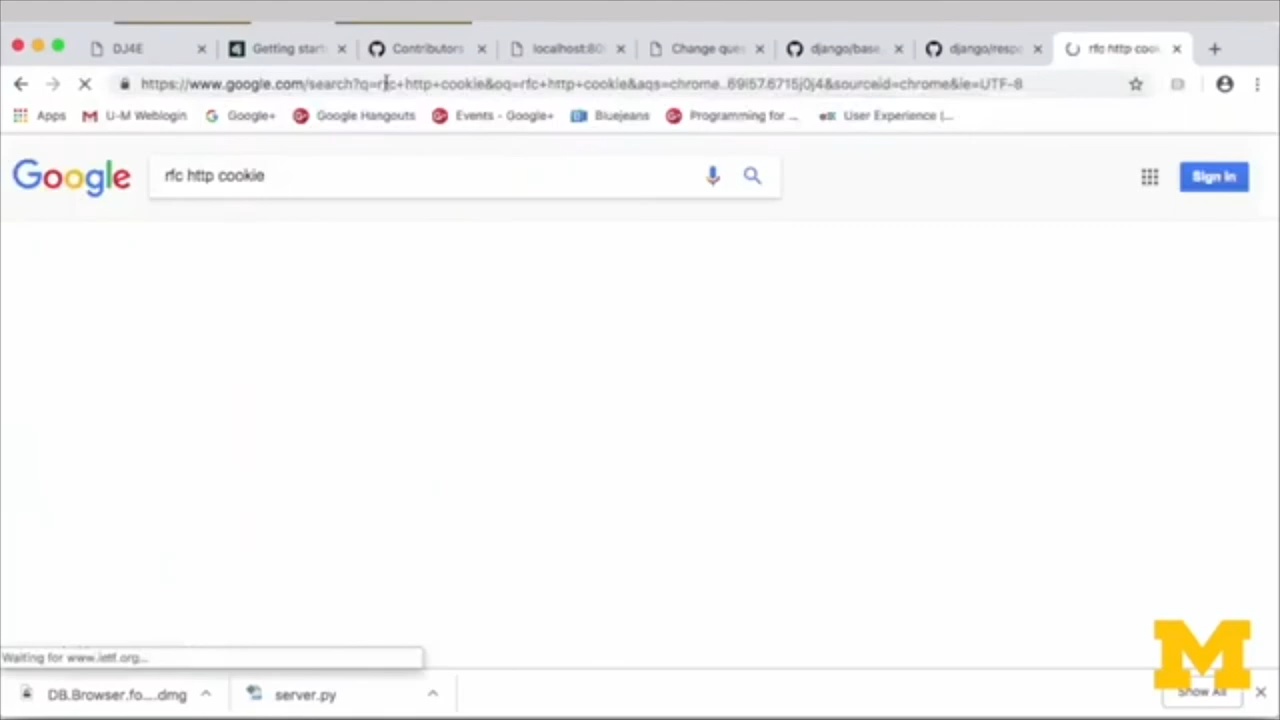 DJ4E
Getting start
Contributors
localhost:80
Change ques
django/base.
django/respo
rfc http cook
https://www.google.com/search?q=rfc+http+cookie&oq=rfc+http+cookie&aqs=chrome..69i57.6715j0j4&sourceid=chrome&ie=UTF-8
Apps
U-M Weblogin
Google+
Google Hangouts
Events - Google+
Bluejeans
Programming for ...
User Experience |...
Google
rfc http cookie
Sign in
Waiting for www.ietf.org...
DB.Browser.fo....dmg
server.py
Show All
M